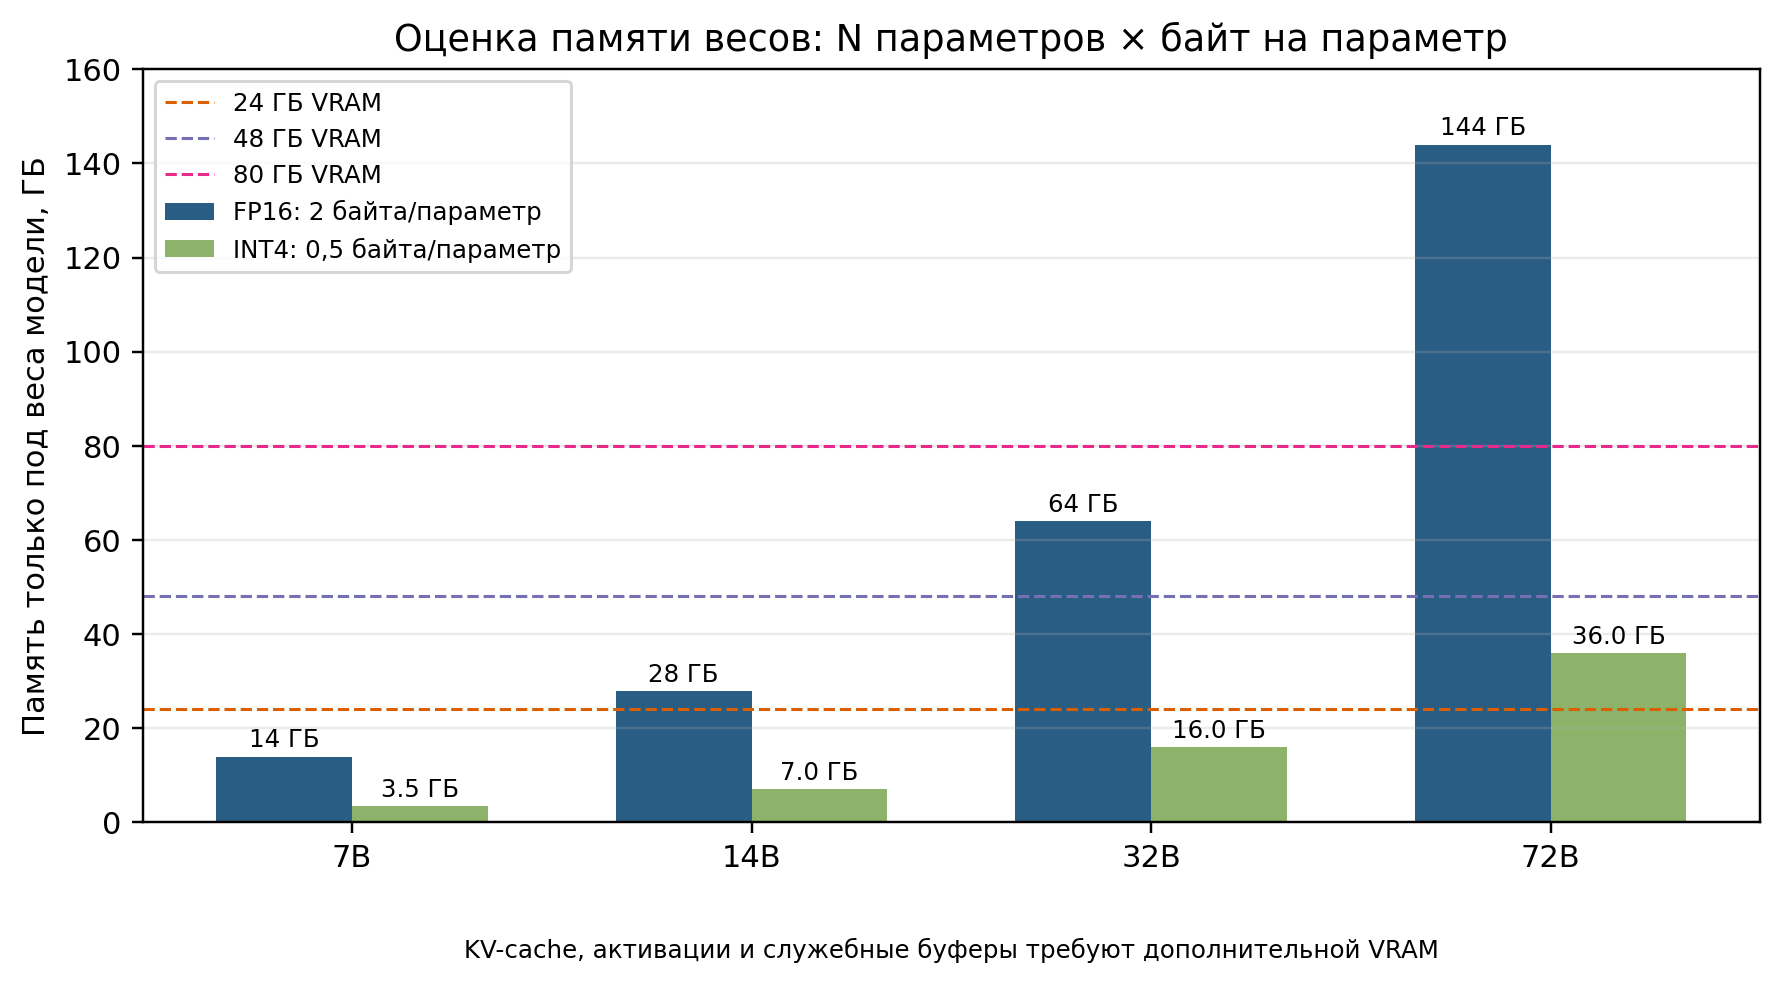 Оценка памяти весов: N параметров × байт на параметр
Память только под веса модели, ГБ
160
140
120
100
80
60
40
20
0
24 ГБ VRAM
48 ГБ VRAM
80 ГБ VRAM
FP16: 2 байта/параметр
INT4: 0,5 байта/параметр
14 ГБ
3.5 ГБ
28 ГБ
7.0 ГБ
64 ГБ
16.0 ГБ
144 ГБ
36.0 ГБ
7B
14B
32B
72B
KV-cache, активации и служебные буферы требуют дополнительной VRAM